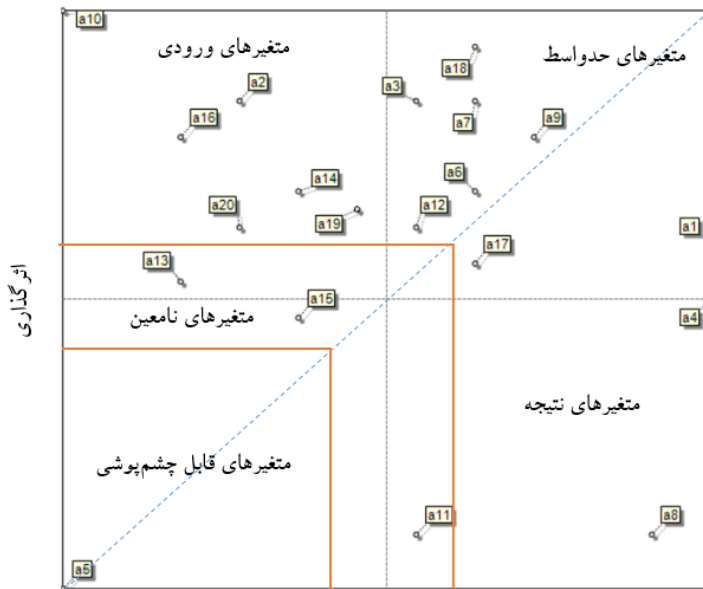 a10
متغیرهای ورودی
متغیرهای حدواسط
a18
a2
a3
a7
a9
a16
a6
a14
a20
a19
a12
a1
a13
a17
اثرگذاری
a15
متغیرهای نامعین
a4
متغیرهای نتیجه
متغیرهای قابل چشم‌پوشی
a11
a8
a5